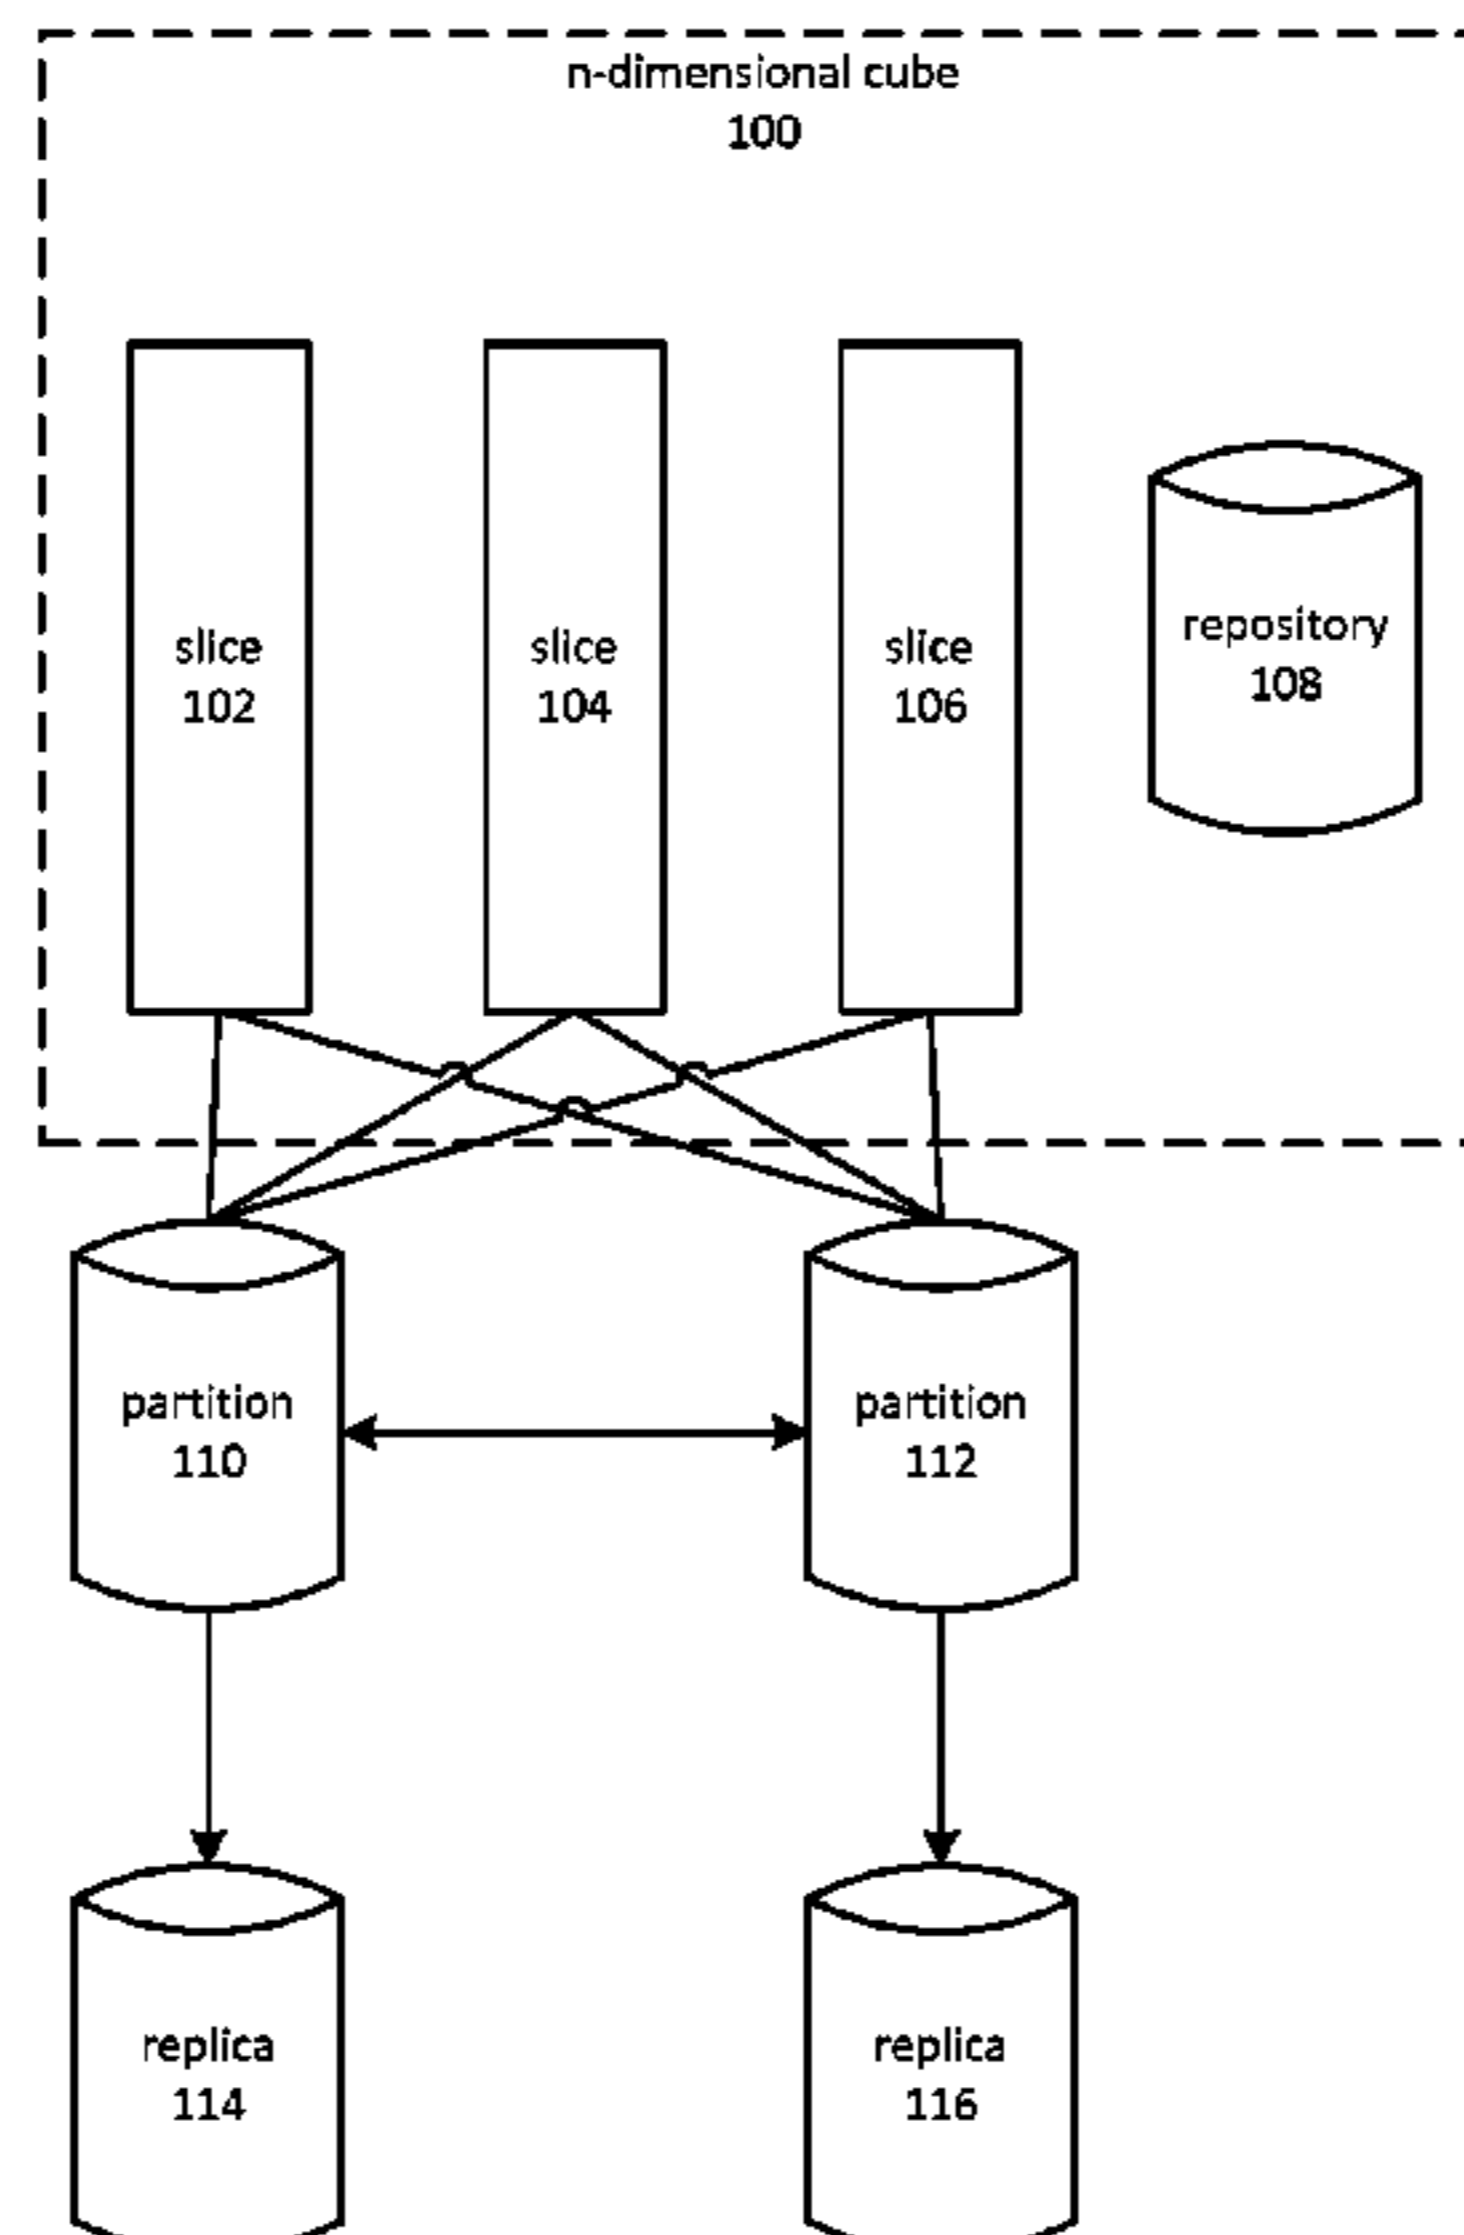 n-dimensional cube
100
slice
102
slice
104
slice
106
repository
108
partition
110
partition
112
replica
114
replica
116